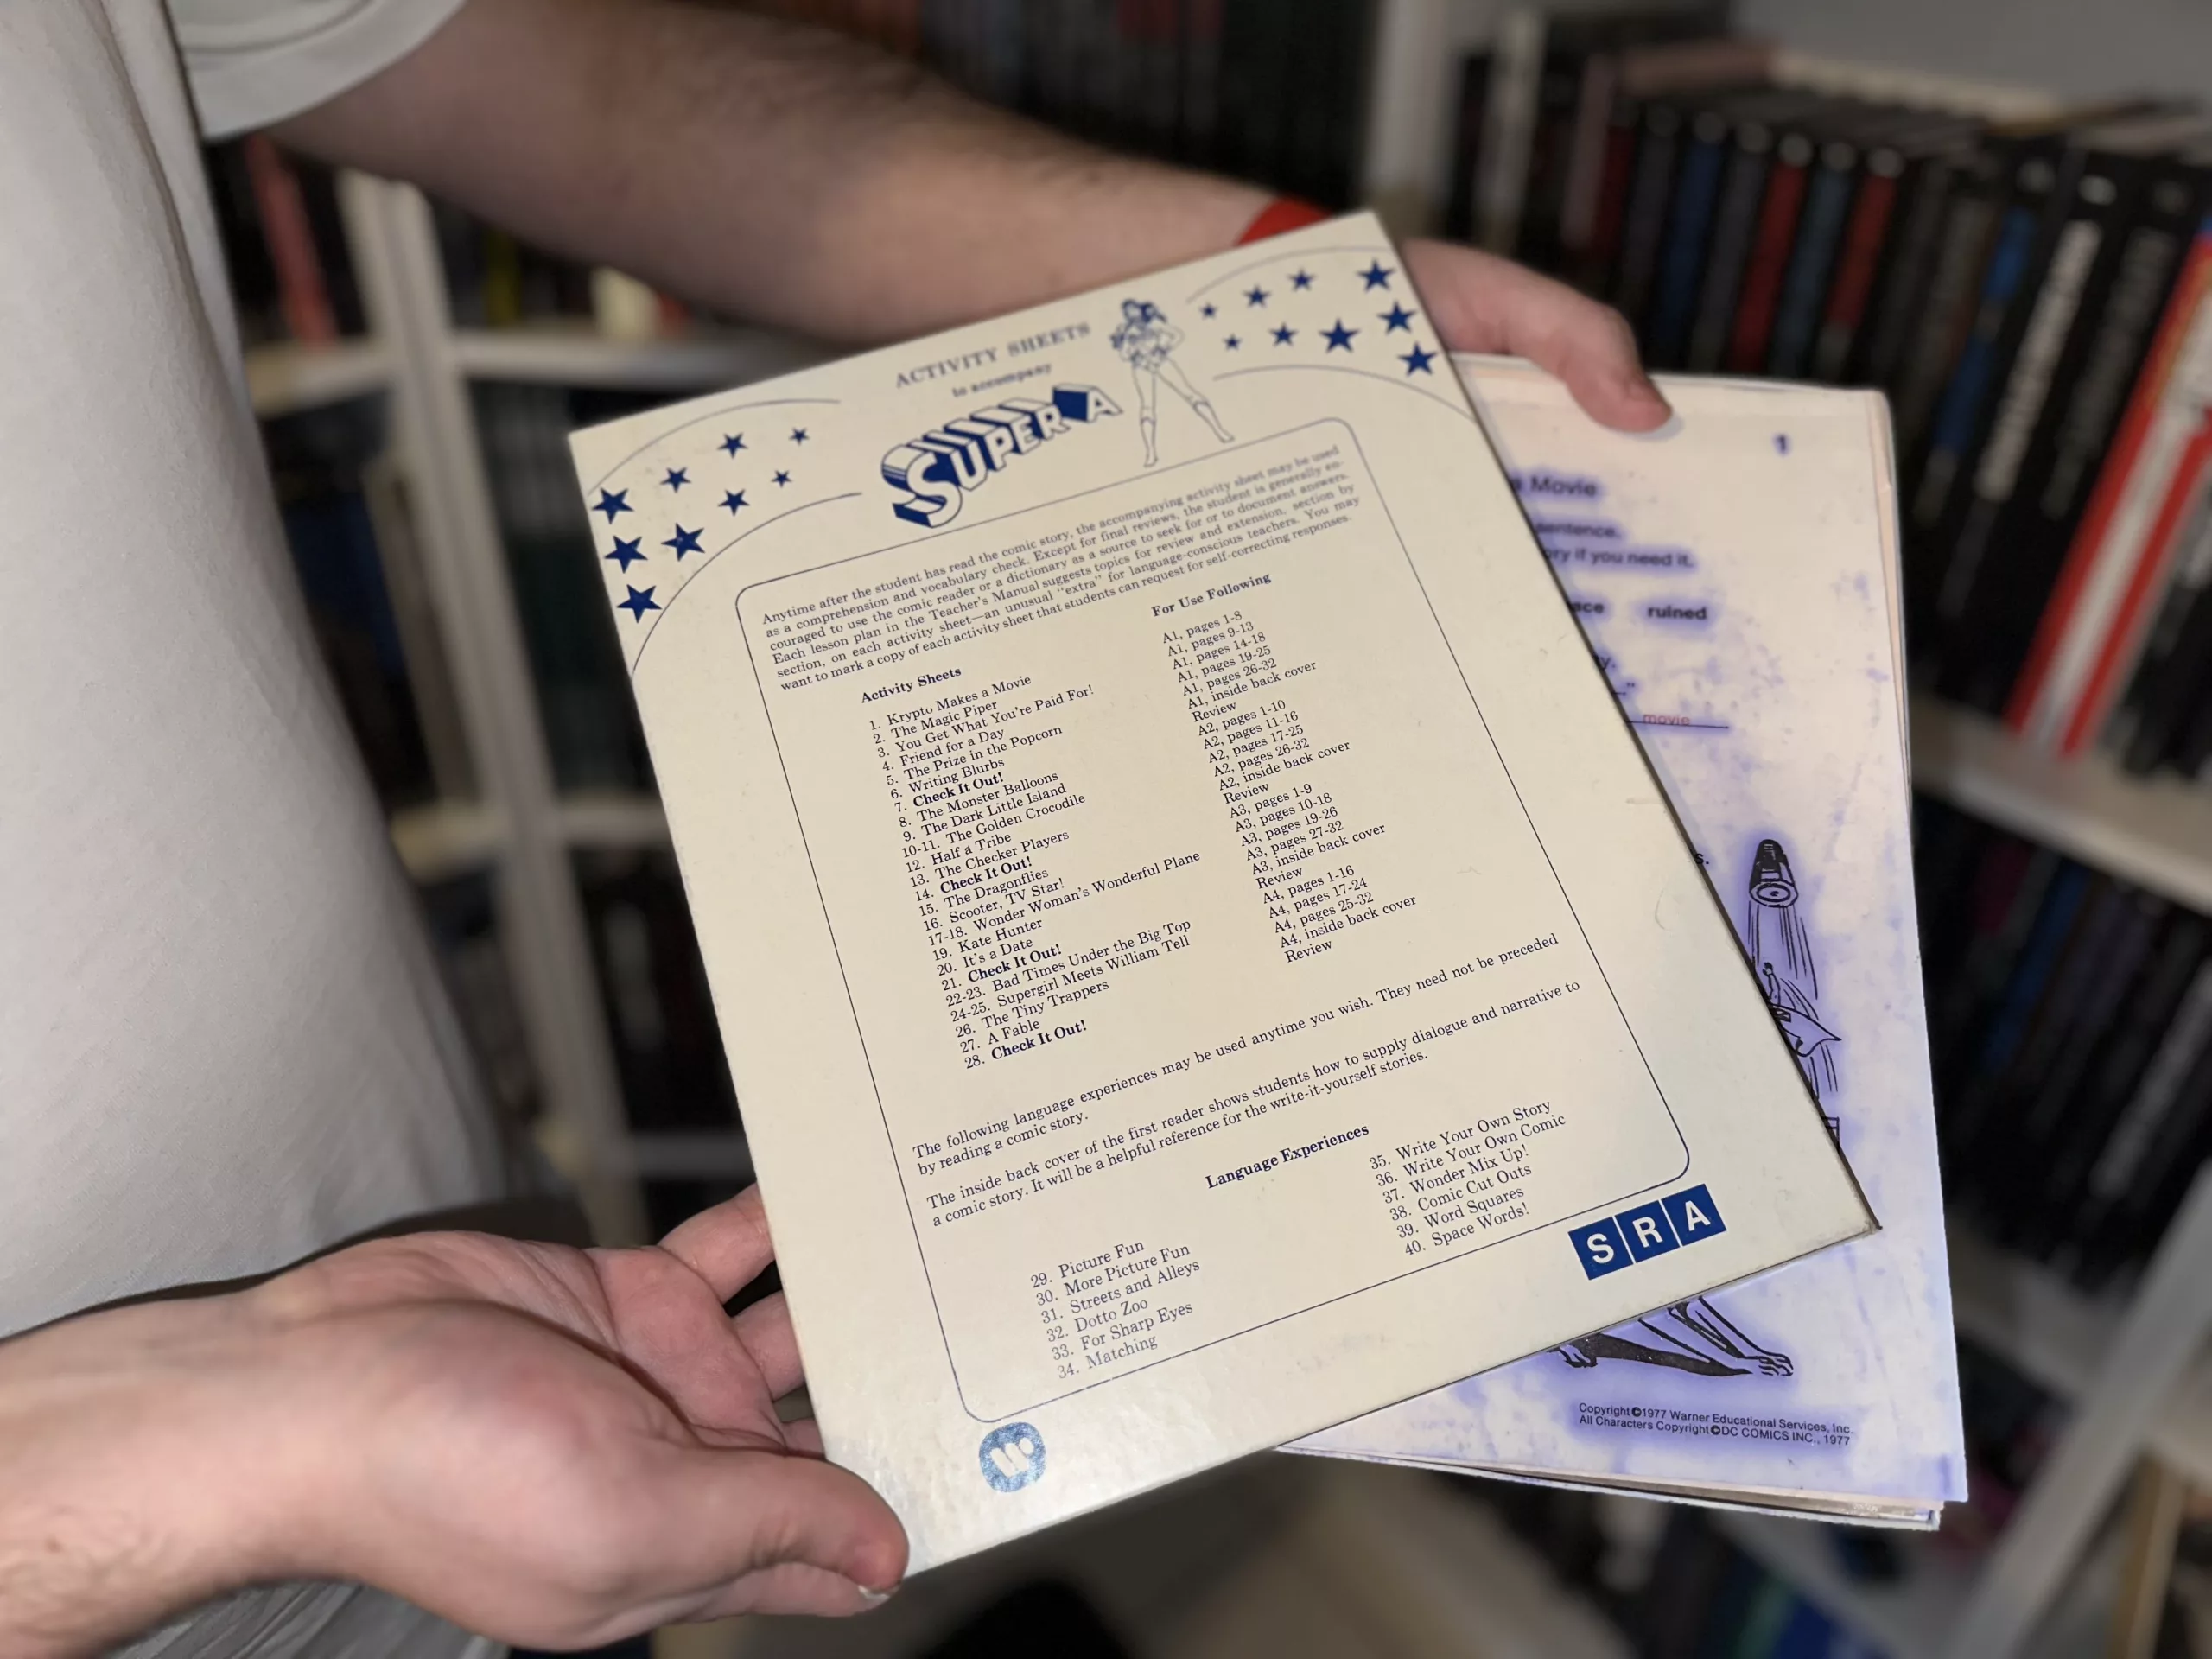 ACTIVITY SHEETS
to accompany
SUPER A
Anytime after the student has read the comic story, the accompanying activity sheet may be used
as a comprehension and vocabulary check. Except for final reviews, the student is generally en-
couraged to use the comic reader or a dictionary as a source to seek for or to document answers.
Each lesson plan in the Teacher's Manual suggests topics for review and extension, section by
section, on each activity sheet—an unusual "extra" for language-conscious teachers. You may
want to mark a copy of each activity sheet that students can request for self-correcting responses.
Activity Sheets
1. Krypto Makes a Movie
2. The Magic Piper
3. You Get What You're Paid For!
4. Friend for a Day
5. The Prize in the Popcorn
6. Writing Blurbs
7. Check It Out!
8. The Monster Balloons
9. The Dark Little Island
10-11. The Golden Crocodile
12. Half a Tribe
13. The Checker Players
14. Check It Out!
15. The Dragonflies
16. Scooter, TV Star!
17-18. Wonder Woman's Wonderful Plane
19. Kate Hunter
20. It's a Date
21. Check It Out!
22-23. Bad Times Under the Big Top
24-25. Supergirl Meets William Tell
26. The Tiny Trappers
27. A Fable
28. Check It Out!
For Use Following
A1, pages 1-8
A1, pages 9-13
A1, pages 14-18
A1, pages 19-25
A1, pages 26-32
A1, inside back cover
Review
A2, pages 1-10
A2, pages 11-16
A2, pages 17-25
A2, pages 26-32
A2, inside back cover
Review
A3, pages 1-9
A3, pages 10-18
A3, pages 19-26
A3, pages 27-32
A3, inside back cover
Review
A4, pages 1-16
A4, pages 17-24
A4, pages 25-32
A4, inside back cover
Review
The following language experiences may be used anytime you wish. They need not be preceded
by reading a comic story.
The inside back cover of the first reader shows students how to supply dialogue and narrative to
a comic story. It will be a helpful reference for the write-it-yourself stories.
Language Experiences
29. Picture Fun
30. More Picture Fun
31. Streets and Alleys
32. Dotto Zoo
33. For Sharp Eyes
34. Matching
35. Write Your Own Story
36. Write Your Own Comic
37. Wonder Mix Up!
38. Comic Cut Outs
39. Word Squares
40. Space Words!
SRA
1
Movie
sentence.
if you need it.
ruined
movie
Copyright ©1977 Warner Educational Services, Inc.
All Characters Copyright ©DC COMICS INC., 1977